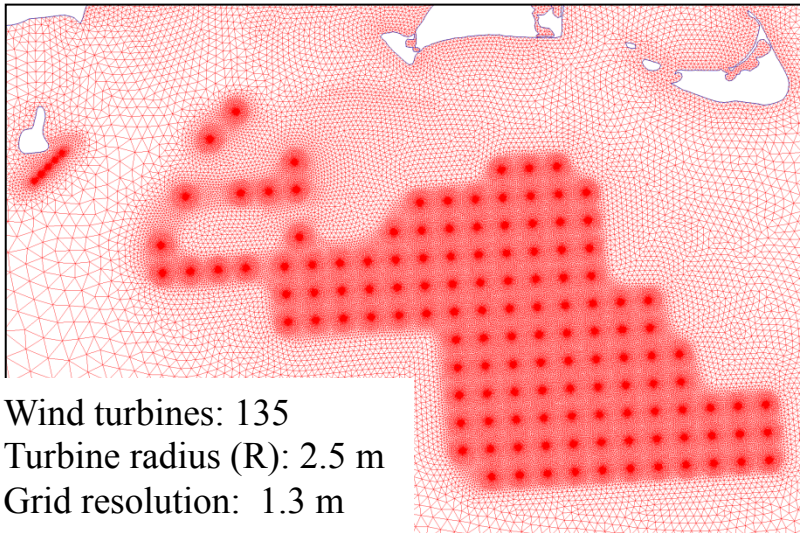 Wind turbines: 135
Turbine radius (R): 2.5 m
Grid resolution:  1.3 m